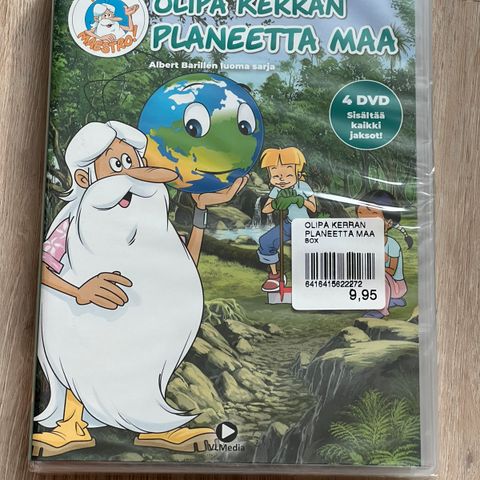 OLIPA KERRAN
PLANEETTA MAA
MAESTRO!
Albert Barillén luoma sarja
4 DVD
Sisältää
kaikki
jaksot!
OLIPA KERRAN
PLANEETTA MAA
BOX
6416415622272
9,95
VLMedia